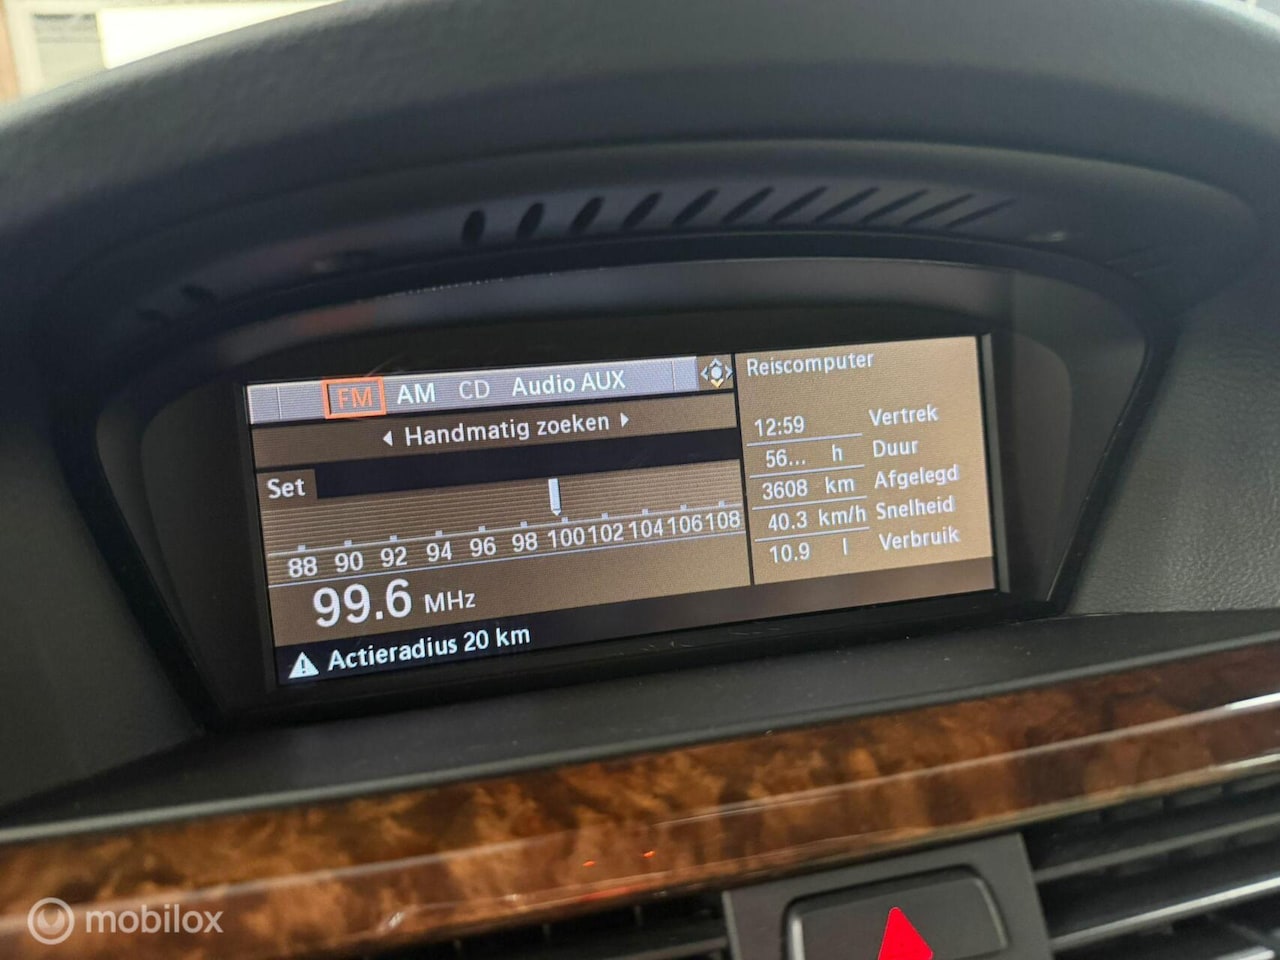 FM AM CD Audio AUX
Handmatig zoeken
Set
88 90 92 94 96 98 100 102 104 106 108
99.6 MHz
Actieradius 20 km
Reiscomputer
12:59 Vertrek
56... h Duur
3608 km Afgelegd
40.3 km/h Snelheid
10.9 l Verbruik
mobilox